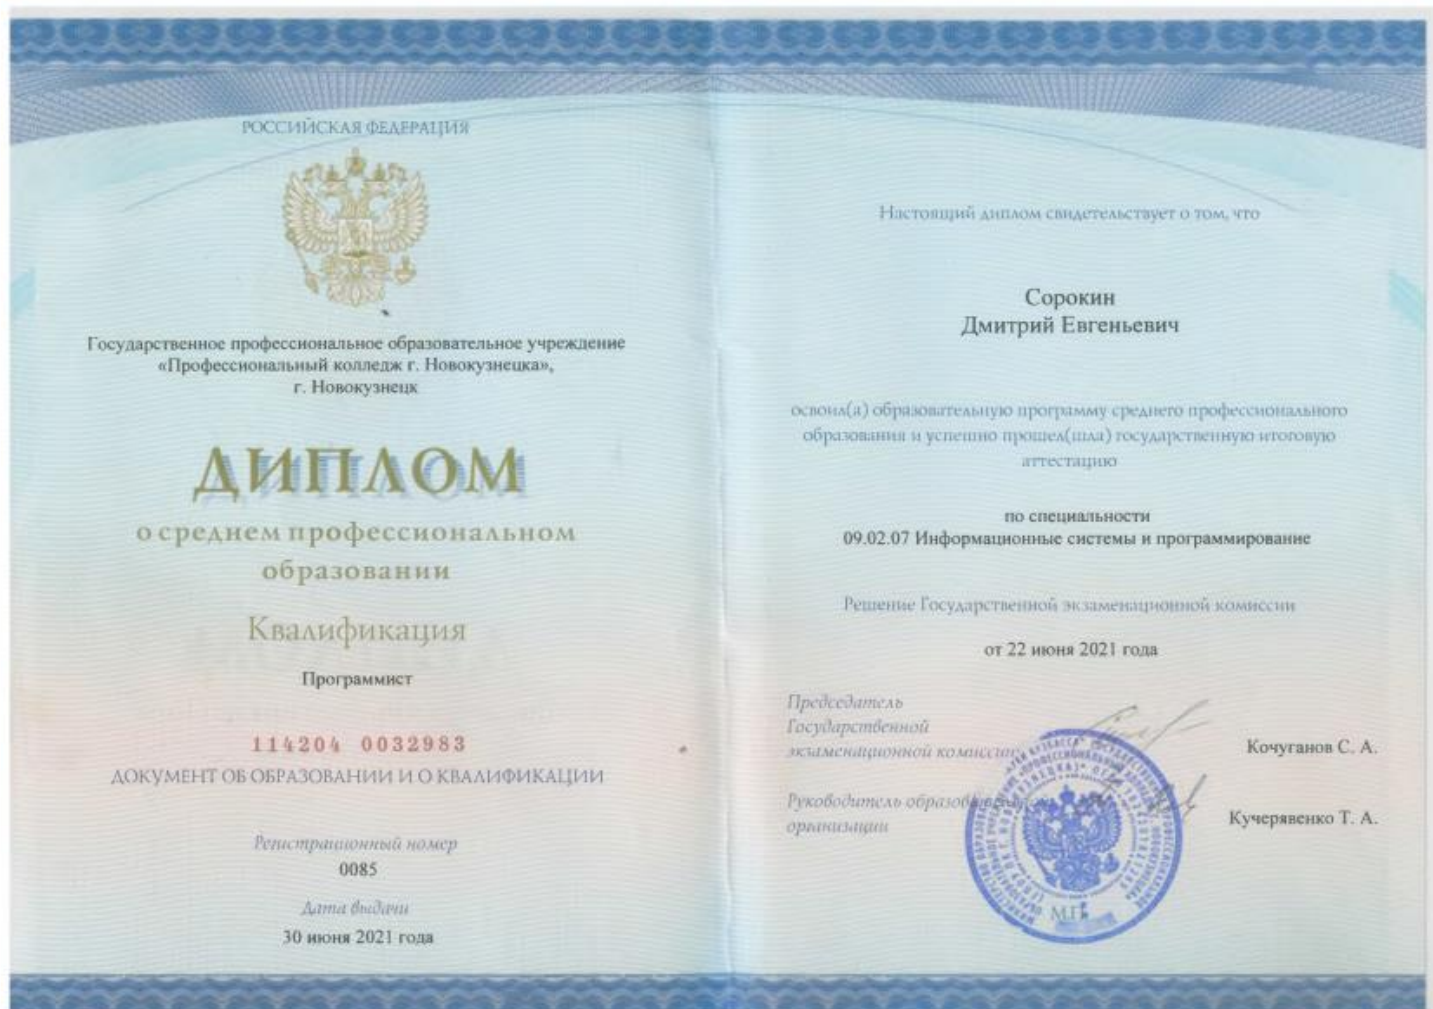 РОССИЙСКАЯ ФЕДЕРАЦИЯ
Государственное профессиональное образовательное учреждение
«Профессиональный колледж г. Новокузнецка»,
г. Новокузнецк
ДИПЛОМ
о среднем профессиональном
образовании
Квалификация
Программист
114204 0032983
ДОКУМЕНТ ОБ ОБРАЗОВАНИИ И О КВАЛИФИКАЦИИ
Регистрационный номер
0085
Дата выдачи
30 июня 2021 года
Настоящий диплом свидетельствует о том, что
Сорокин
Дмитрий Евгеньевич
освоил(а) образовательную программу среднего профессионального
образования и успешно прошел(шла) государственную итоговую
аттестацию
по специальности
09.02.07 Информационные системы и программирование
Решение Государственной экзаменационной комиссии
от 22 июня 2021 года
Председатель
Государственной
экзаменационной комиссии
Кочуганов С. А.
Руководитель образовательной
организации
Кучерявенко Т. А.
М.П.